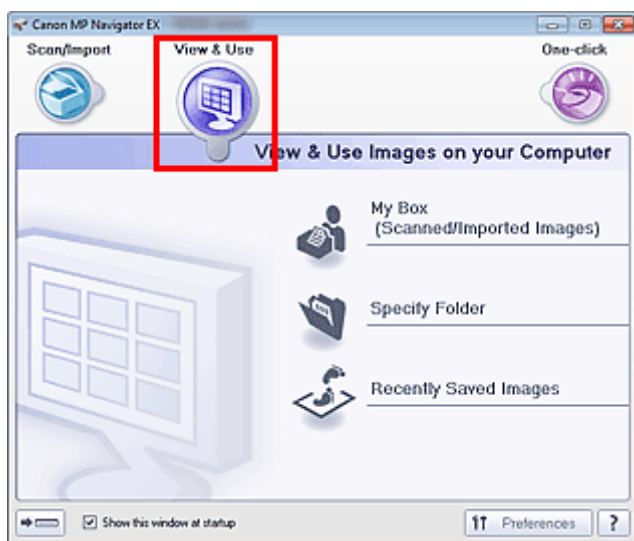 Canon MP Navigator EX
Scan/Import
View & Use
One-click
View & Use Images on your Computer
My Box
(Scanned/Imported Images)
Specify Folder
Recently Saved Images
Show this window at startup
Preferences
?